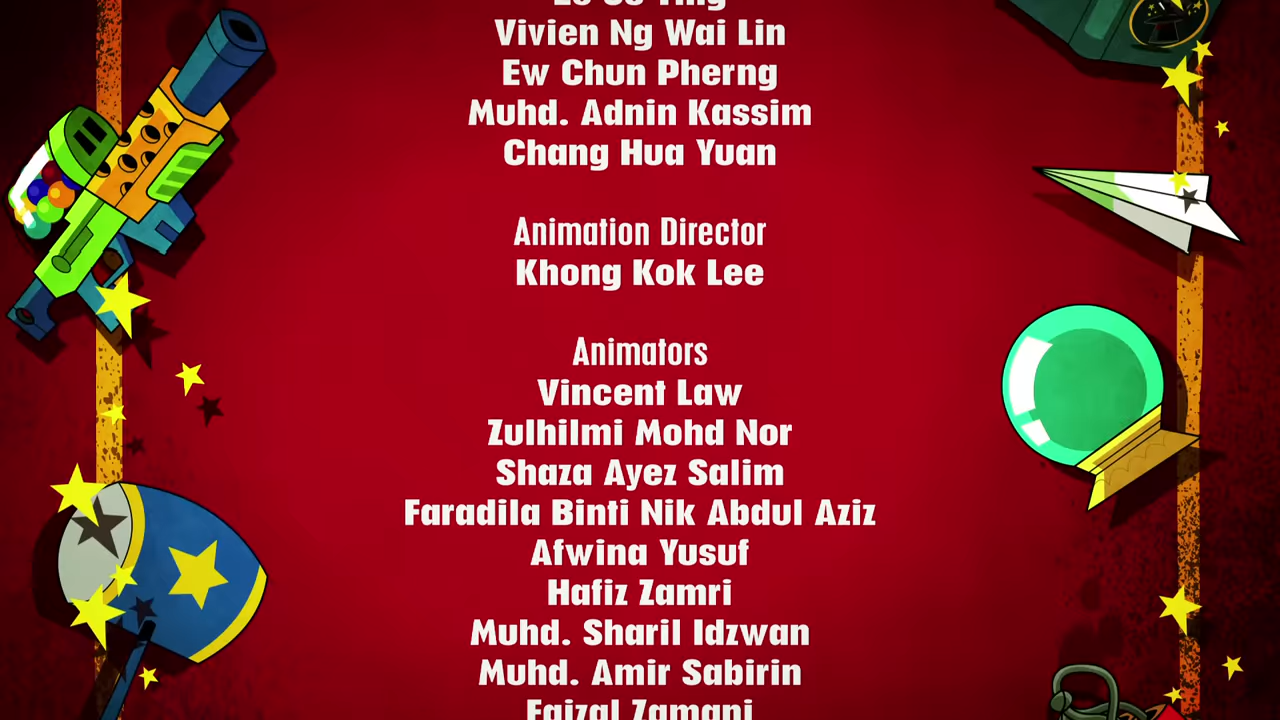 Vivien Ng Wai Lin
Ew Chun Pherng
Muhd. Adnin Kassim
Chang Hua Yuan
Animation Director
Khong Kok Lee
Animators
Vincent Law
Zulhilmi Mohd Nor
Shaza Ayez Salim
Faradila Binti Nik Abdul Aziz
Afwina Yusuf
Hafiz Zamri
Muhd. Sharil Idzwan
Muhd. Amir Sabirin
Faizal Zamani